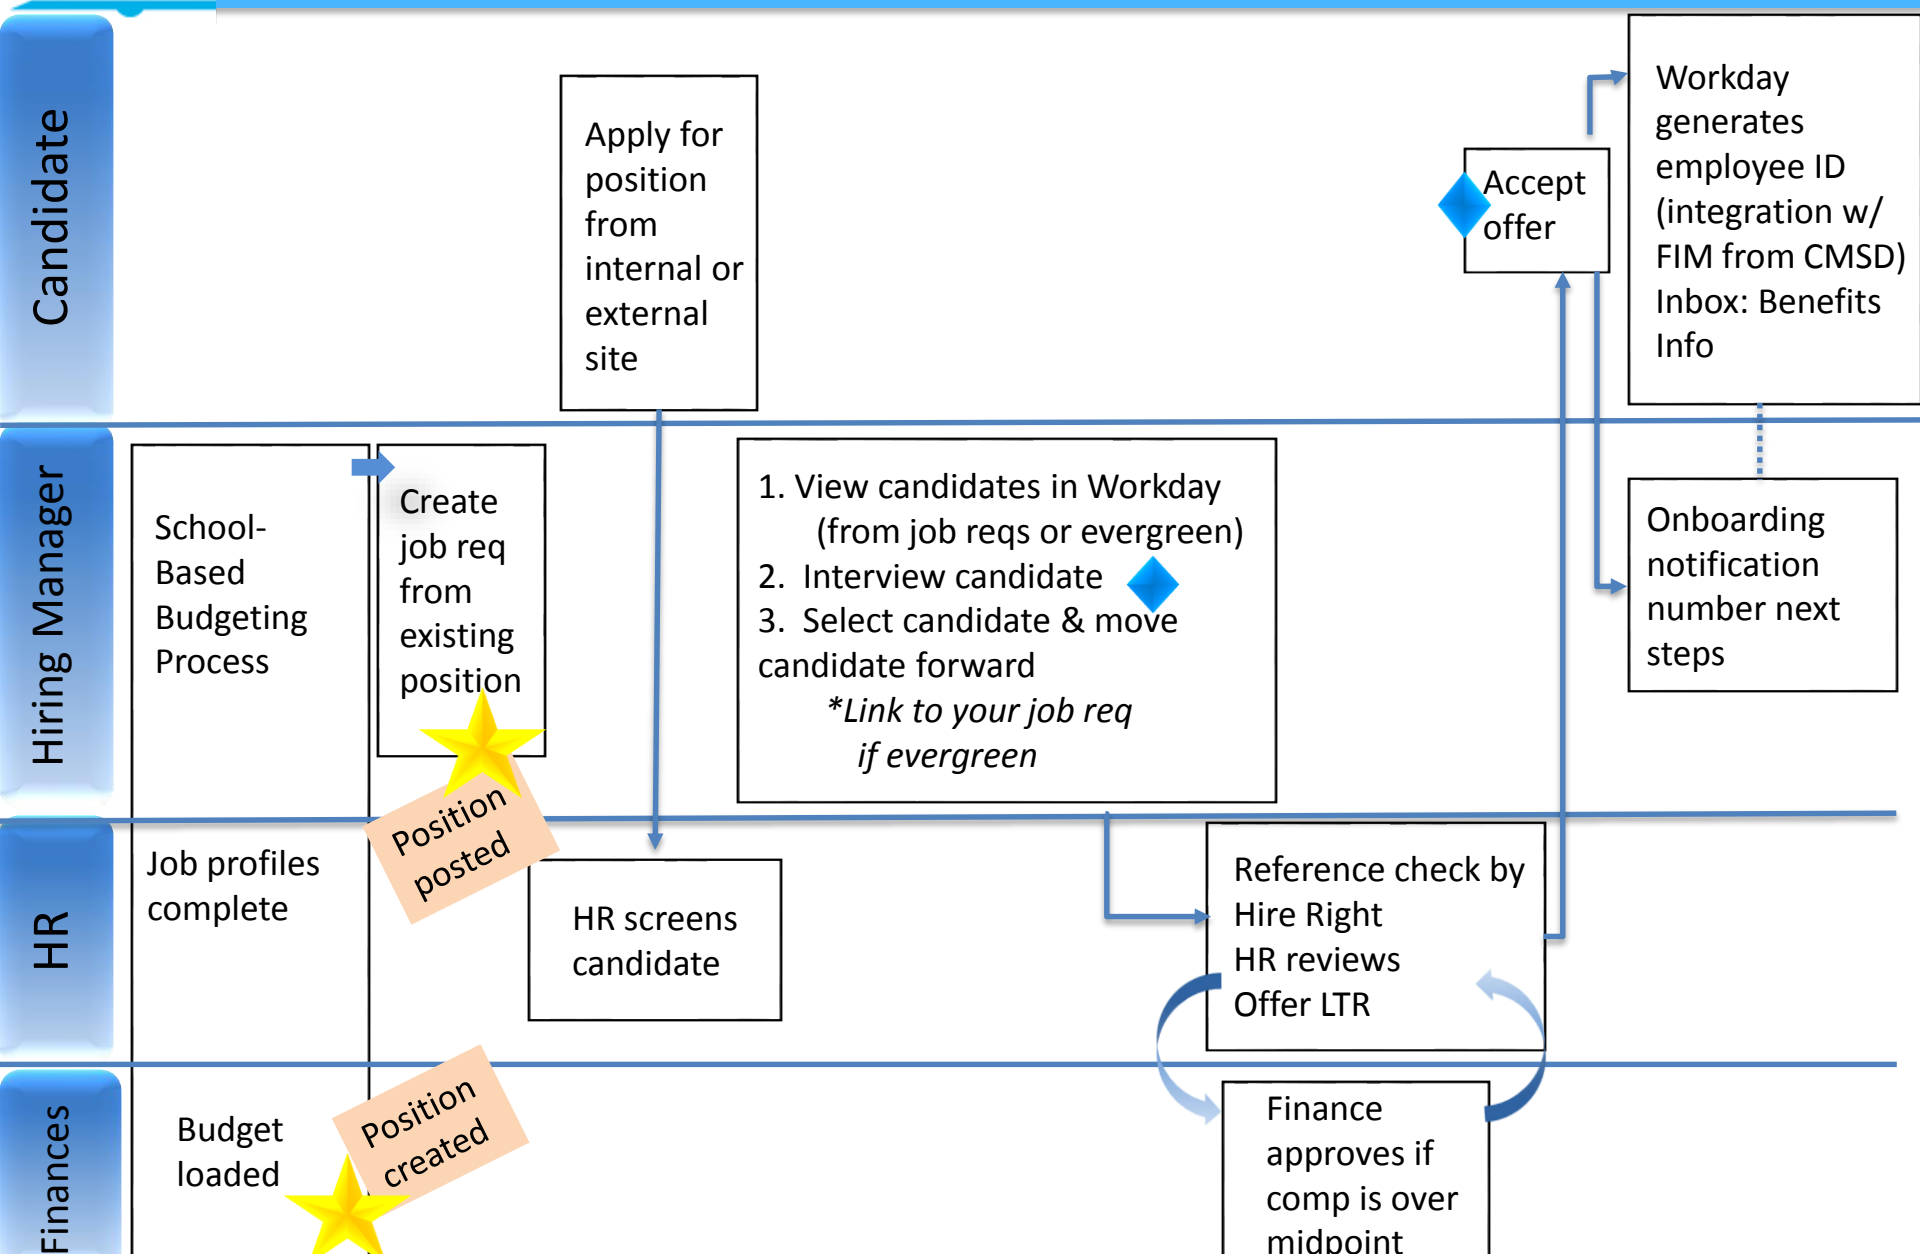 Candidate
Apply for
position
from
internal or
external
site
Accept
offer
Workday
generates
employee ID
(integration w/
FIM from CMSD)
Inbox: Benefits
Info
Hiring Manager
School-
Based
Budgeting
Process
Create
job req
from
existing
position
1. View candidates in Workday
(from job reqs or evergreen)
2. Interview candidate
3. Select candidate & move
candidate forward
*Link to your job req
if evergreen
Onboarding
notification
number next
steps
Position
posted
HR
Job profiles
complete
HR screens
candidate
Reference check by
Hire Right
HR reviews
Offer LTR
Finances
Budget
loaded
Position
created
Finance
approves if
comp is over
midpoint